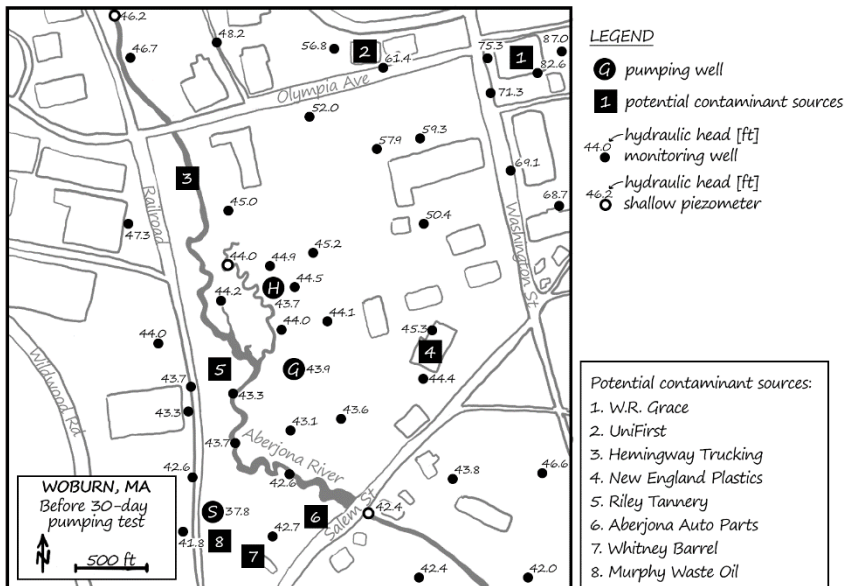 46.2
46.7
48.2
56.8
2
61.4
75.3
1
87.0
82.6
Olympia Ave
71.3
52.0
57.9
59.3
3
69.1
Railroad
45.0
68.7
47.3
50.4
Washington St
44.0
44.9
45.2
H
44.5
44.2
43.7
44.0
44.1
45.3
44.0
4
5
G
43.9
44.4
Wildwood Rd
43.7
43.3
43.3
43.1
43.6
43.7
Aberjona River
42.6
42.6
43.8
46.6
WOBURN, MA
Before 30-day
pumping test
N
500 ft
S
37.8
6
Salem St
42.4
41.8
8
42.7
7
42.4
42.0
LEGEND
G pumping well
1 potential contaminant sources
hydraulic head [ft]
44.0
monitoring well
hydraulic head [ft]
46.2
shallow piezometer
Potential contaminant sources:
1. W.R. Grace
2. UniFirst
3. Hemingway Trucking
4. New England Plastics
5. Riley Tannery
6. Aberjona Auto Parts
7. Whitney Barrel
8. Murphy Waste Oil